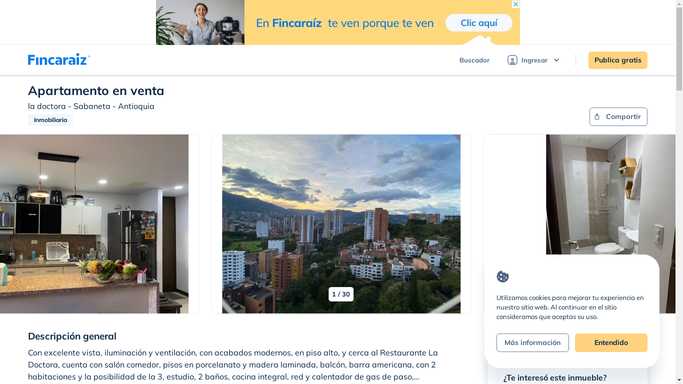 En Fincaraíz te ven porque te ven
Clic aquí
Fincaraíz
Buscador
Ingresar
Publica gratis
Apartamento en venta
la doctora - Sabaneta - Antioquia
Inmobiliaria
Compartir
1 / 30
Utilizamos cookies para mejorar tu experiencia en
nuestro sitio web. Al continuar en el sitio
consideramos que aceptas su uso.
Más información
Entendido
Descripción general
Con excelente vista, iluminación y ventilación, con acabados modernos, en piso alto, y cerca al Restaurante La
Doctora, cuenta con salón comedor, pisos en porcelanato y madera laminada, balcón, barra americana, con 2
habitaciones y la posibilidad de la 3, estudio, 2 baños, cocina integral, red y calentador de gas de paso,...
¿Te interesó este inmueble?